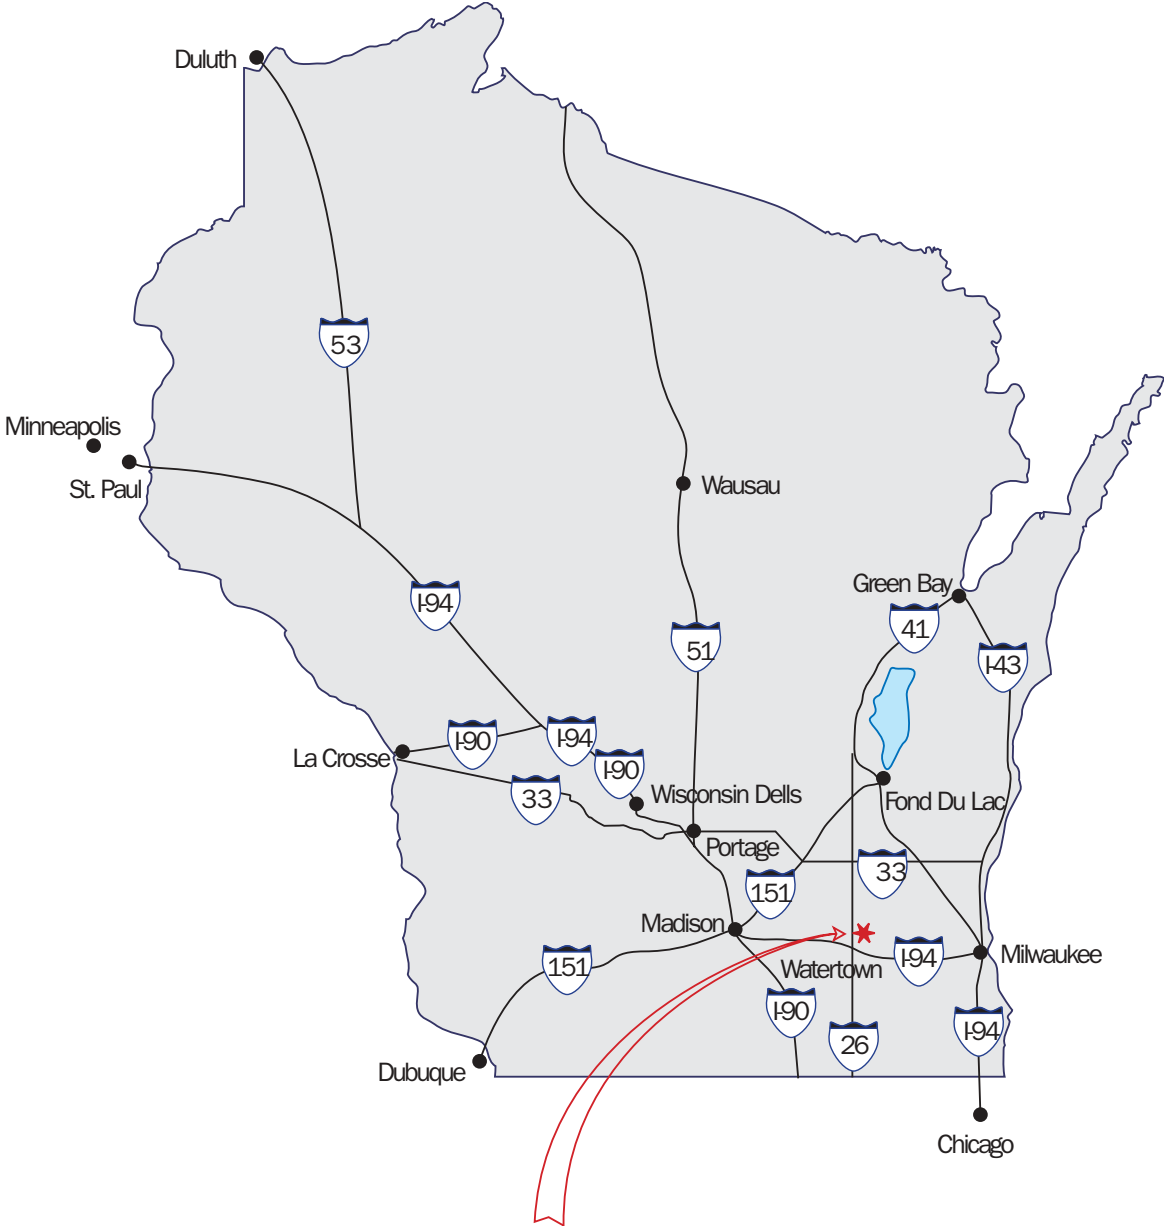 Duluth
53
Minneapolis
St. Paul
Wausau
Green Bay
I-94
41
51
I-43
I-90
I-94
La Crosse
I-90
33
Wisconsin Dells
Fond Du Lac
Portage
33
151
Madison
I-94
Milwaukee
151
Watertown
I-90
I-94
26
Dubuque
Chicago